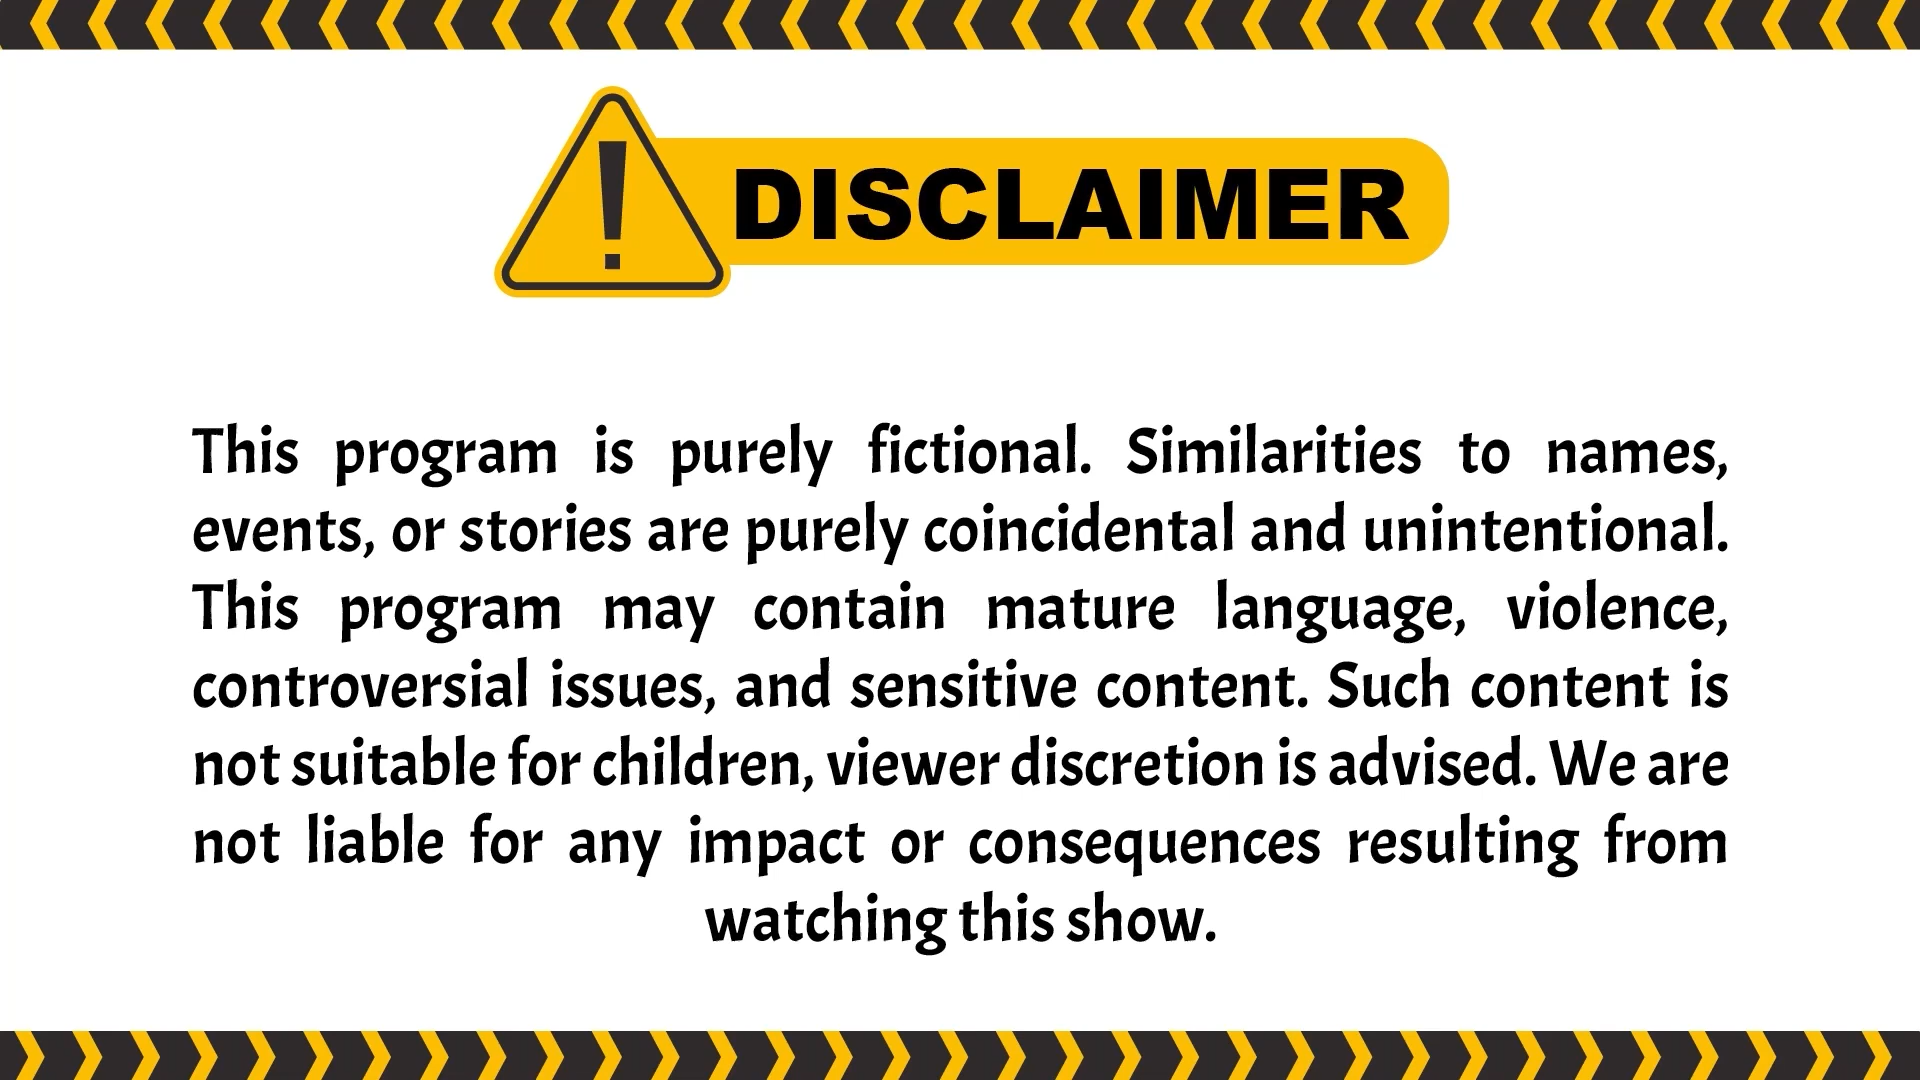 DISCLAIMER
This program is purely fictional. Similarities to names,
events, or stories are purely coincidental and unintentional.
This program may contain mature language, violence,
controversial issues, and sensitive content. Such content is
not suitable for children, viewer discretion is advised. We are
not liable for any impact or consequences resulting from
watching this show.